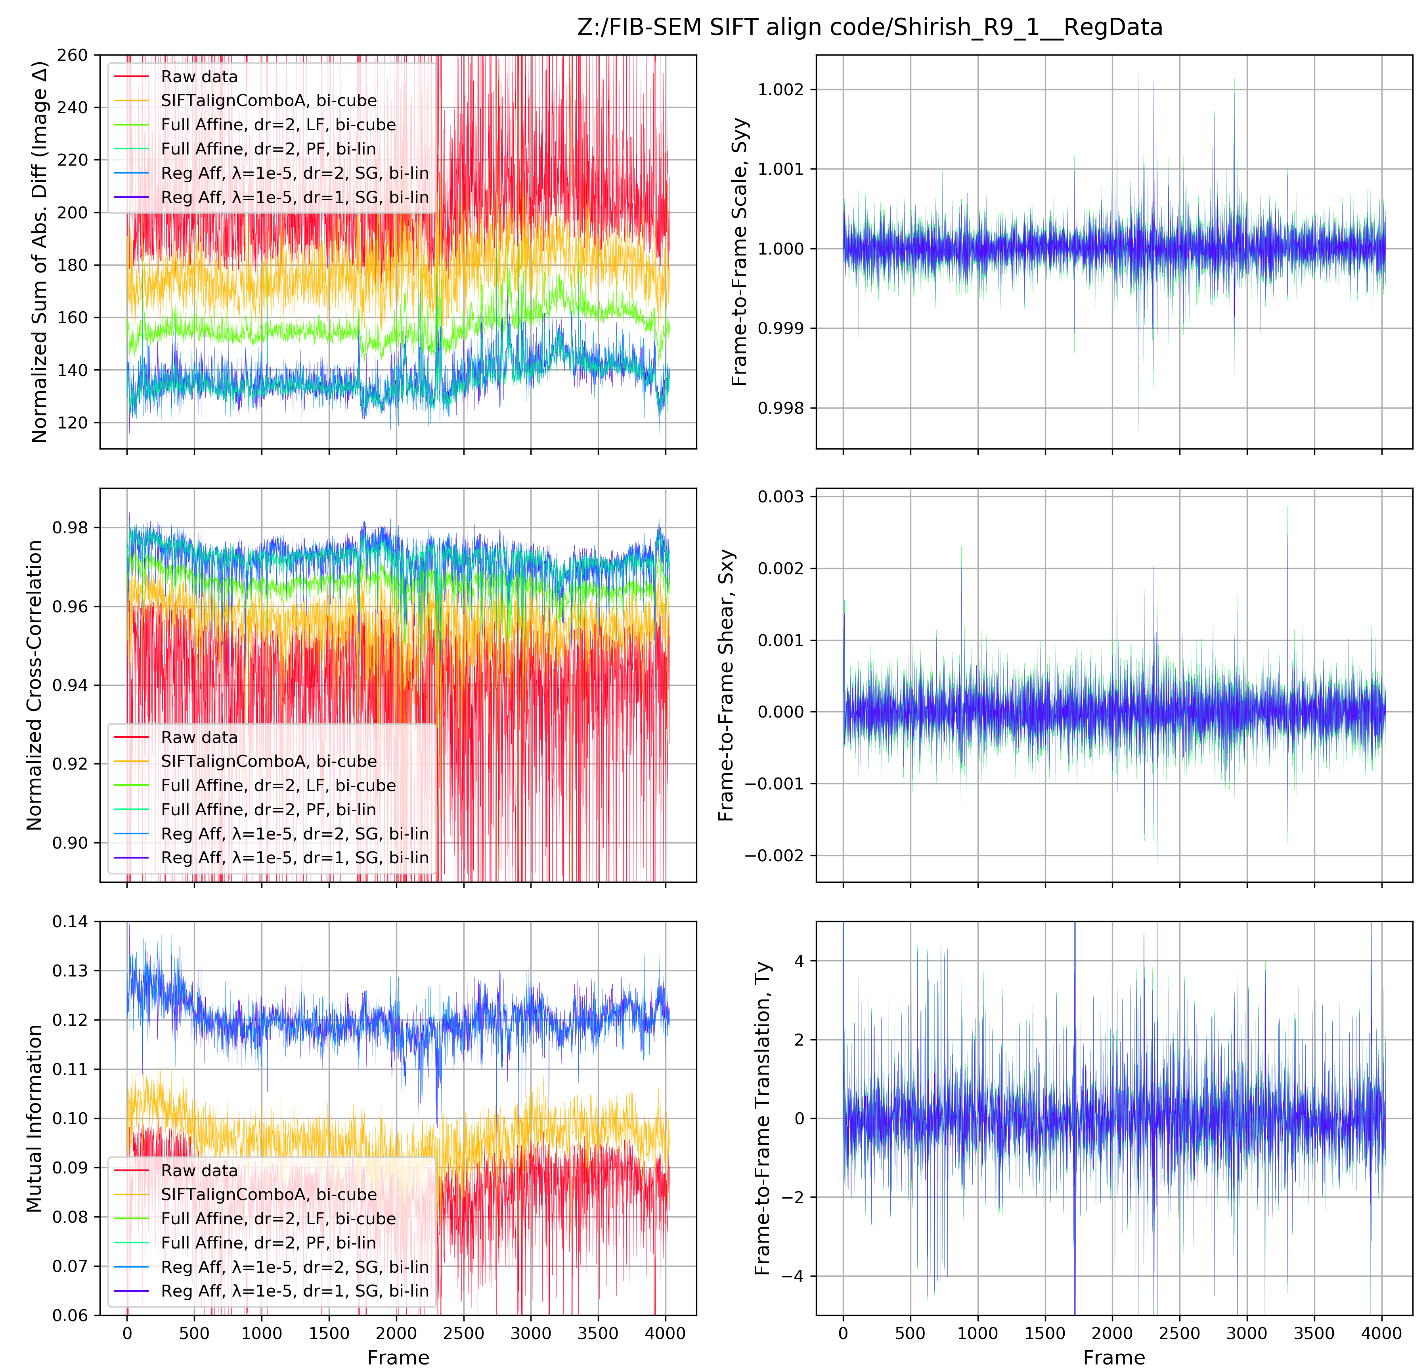 Z:/FIB-SEM SIFT align code/Shirish_R9_1__RegData
Normalized Sum of Abs. Diff (Image Δ)
260
240
220
200
180
160
140
120
Raw data
SIFTalignComboA, bi-cube
Full Affine, dr=2, LF, bi-cube
Full Affine, dr=2, PF, bi-lin
Reg Aff, λ=1e-5, dr=2, SG, bi-lin
Reg Aff, λ=1e-5, dr=1, SG, bi-lin
Frame-to-Frame Scale, Syy
1.002
1.001
1.000
0.999
0.998
Normalized Cross-Correlation
0.98
0.96
0.94
0.92
0.90
Raw data
SIFTalignComboA, bi-cube
Full Affine, dr=2, LF, bi-cube
Full Affine, dr=2, PF, bi-lin
Reg Aff, λ=1e-5, dr=2, SG, bi-lin
Reg Aff, λ=1e-5, dr=1, SG, bi-lin
Frame-to-Frame Shear, Sxy
0.003
0.002
0.001
0.000
−0.001
−0.002
Mutual Information
0.14
0.13
0.12
0.11
0.10
0.09
0.08
0.07
0.06
Raw data
SIFTalignComboA, bi-cube
Full Affine, dr=2, LF, bi-cube
Full Affine, dr=2, PF, bi-lin
Reg Aff, λ=1e-5, dr=2, SG, bi-lin
Reg Aff, λ=1e-5, dr=1, SG, bi-lin
0 500 1000 1500 2000 2500 3000 3500 4000
Frame
Frame-to-Frame Translation, Ty
4
2
0
−2
−4
0 500 1000 1500 2000 2500 3000 3500 4000
Frame